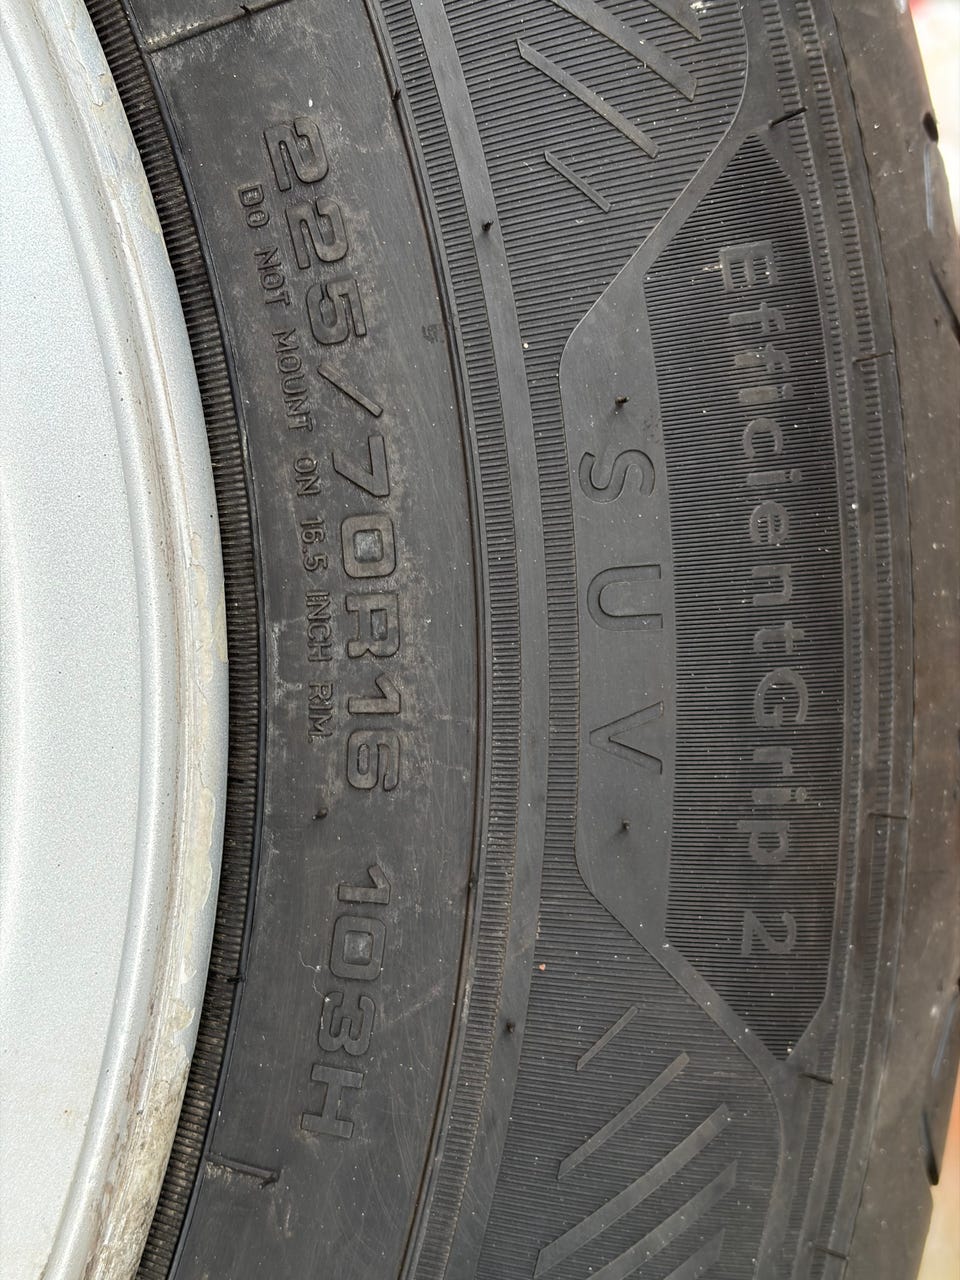 EfficientGrip 2
SUV
225/70R16 103H
DO NOT MOUNT ON 16.5 INCH RIM.